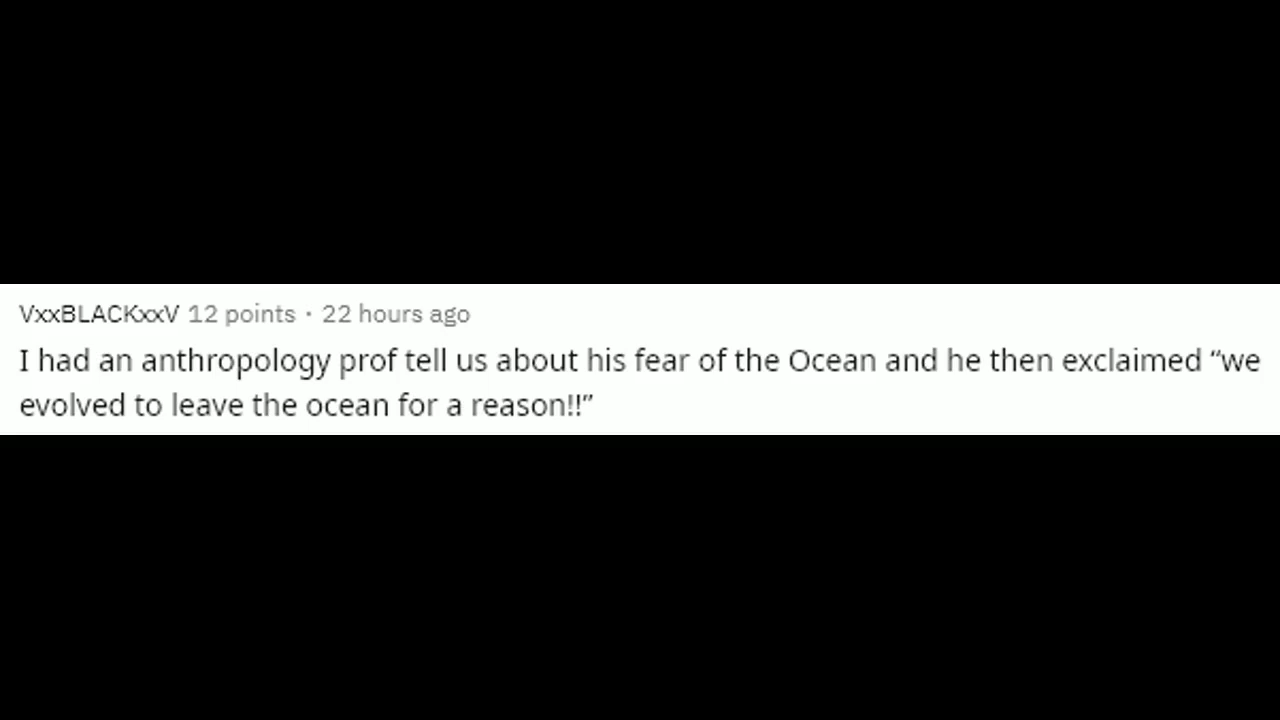 VxxBLACKxxV 12 points · 22 hours ago
I had an anthropology prof tell us about his fear of the Ocean and he then exclaimed “we
evolved to leave the ocean for a reason!!”